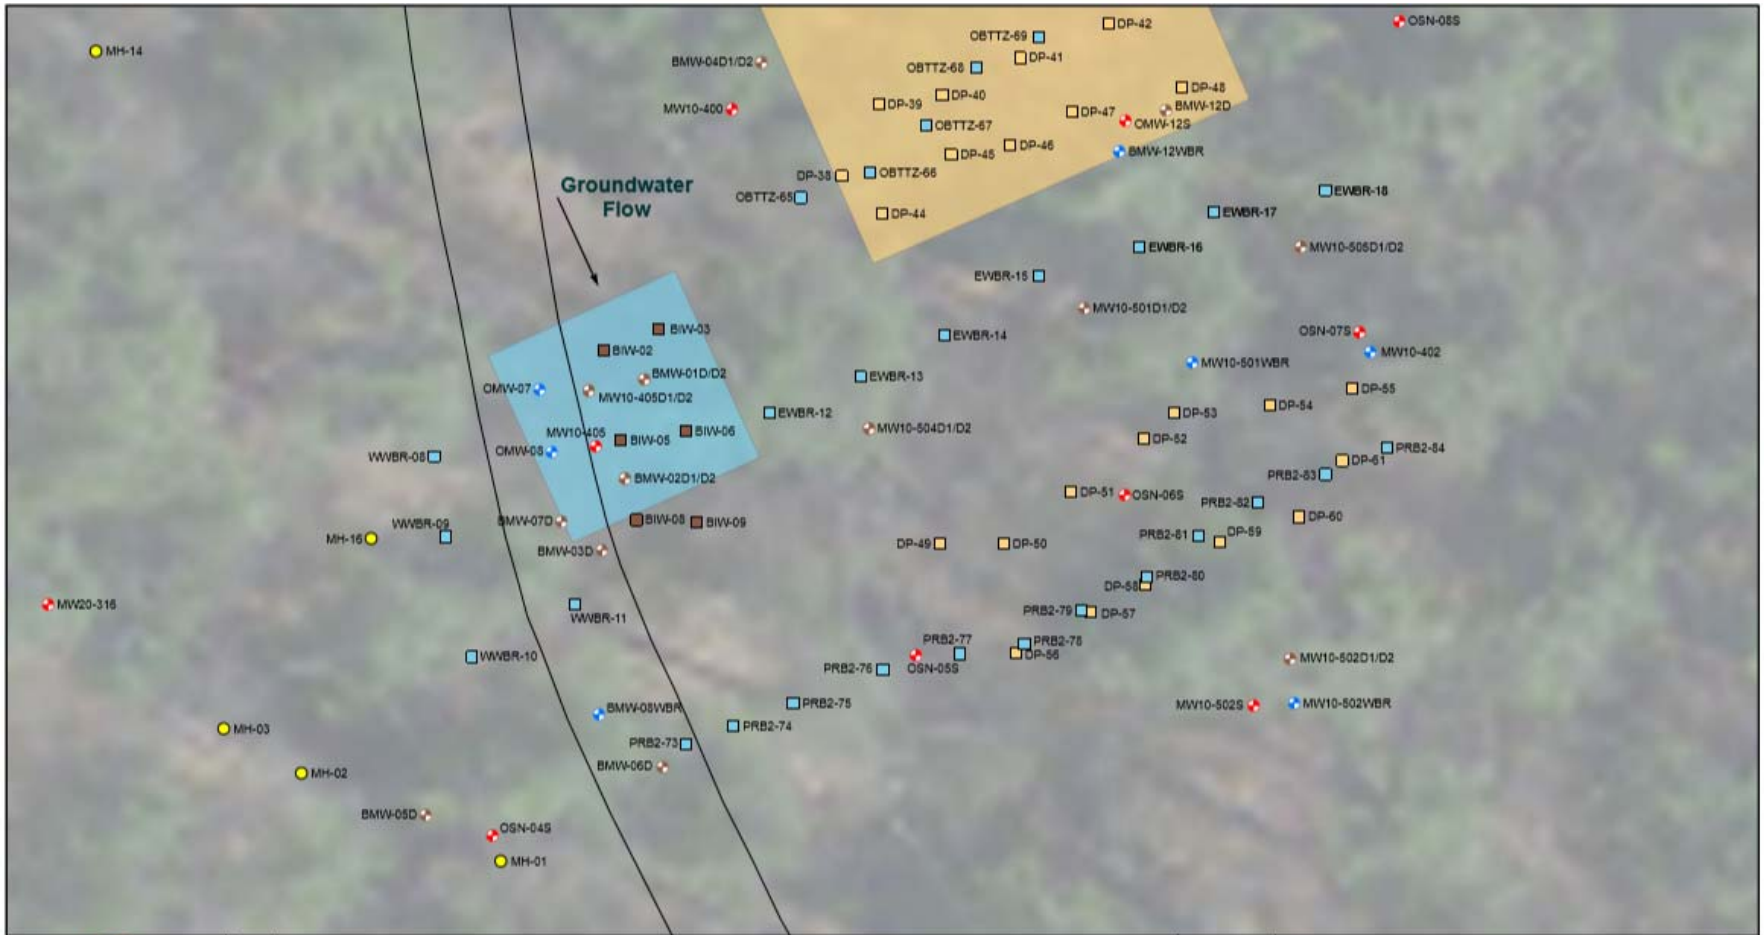 OSN-08S
DP-42
OBTTZ-69
MH-14
DP-41
BMW-04D1/D2
OBTTZ-68
DP-48
DP-40
DP-39
BMW-12D
MW10-400
DP-47
OMW-12S
OBTTZ-67
DP-46
BMW-12WBR
DP-45
OBTTZ-66
DP-38
Groundwater
Flow
EWBR-18
OBTTZ-65
EWBR-17
DP-44
EWBR-16
MW10-505D1/D2
EWBR-15
MW10-501D1/D2
BIW-03
OSN-07S
EWBR-14
BIW-02
MW10-402
MW10-501WBR
BMW-01D/D2
EWBR-13
OMW-07
DP-55
MW10-405D1/D2
DP-54
EWBR-12
DP-53
MW10-504D1/D2
MW10-405
BIW-06
BIW-05
DP-52
PRB2-84
OMW-08
WWBR-08
DP-61
PRB2-83
BMW-02D1/D2
DP-51
OSN-06S
PRB2-82
DP-60
BMW-07D
BIW-08
BIW-09
WWBR-09
DP-59
PRB2-81
MH-16
DP-49
DP-50
BMW-03D
PRB2-80
DP-58
MW20-316
PRB2-79
DP-57
WWBR-11
PRB2-77
PRB2-78
DP-56
WWBR-10
MW10-502D1/D2
PRB2-76
OSN-05S
PRB2-75
MW10-502S
MW10-502WBR
BMW-08WBR
PRB2-74
MH-03
PRB2-73
BMW-06D
MH-02
BMW-05D
OSN-04S
MH-01